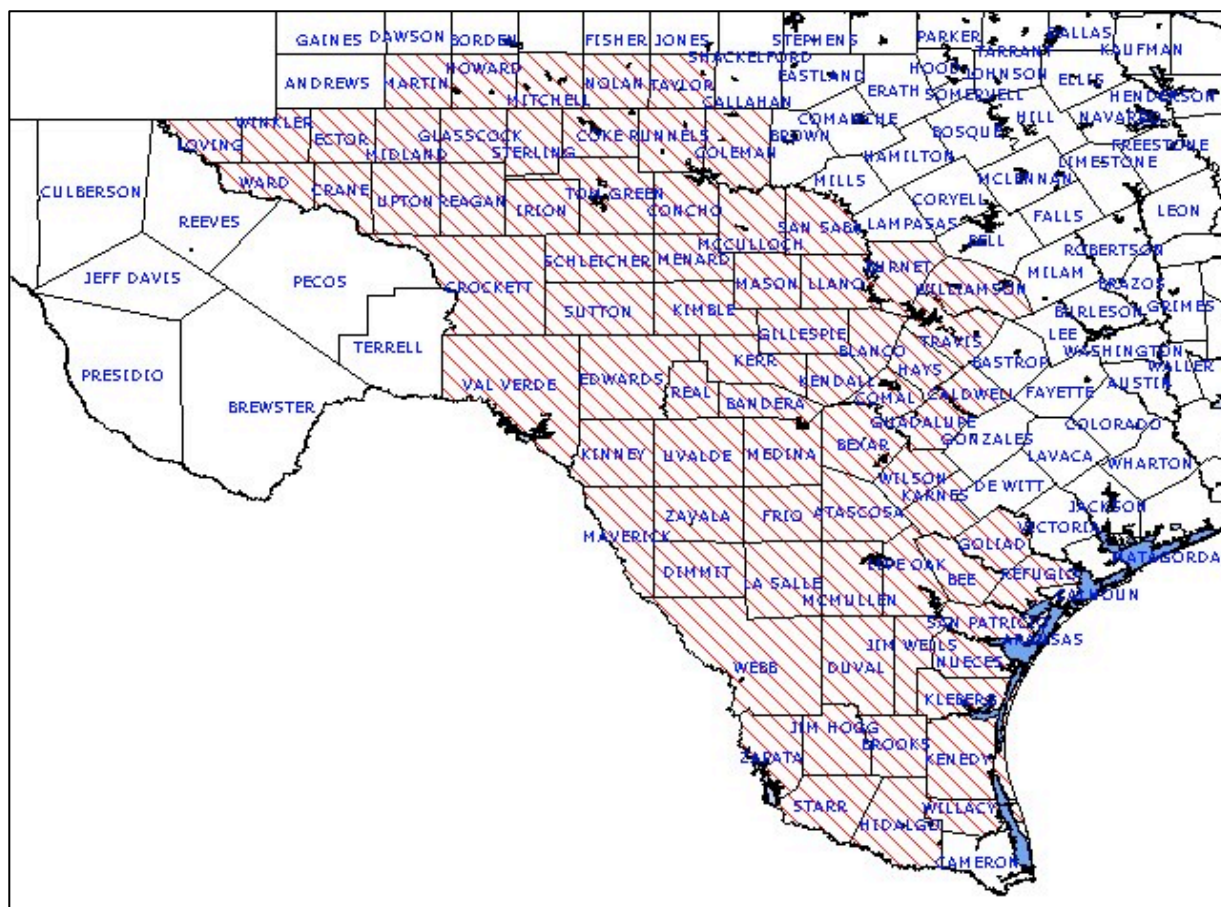 GAINES DAWSON BORDEN FISHER JONES STEPHENS PARKER DALLAS
TARRANT KAUFMAN
SHACKELFORD
ANDREWS MARTIN HOWARD NOLAN TAYLOR EASTLAND HOOD JOHNSON ELLIS
MITCHELL CALLAHAN ERATH SOMERVELL HENDERSON
WINKLER ECTOR GLASSCOCK COKE RUNNELS BROWN COMANCHE BOSQUE HILL NAVARRO
LOVING MIDLAND STERLING COLEMAN HAMILTON LIMESTONE FREESTONE
CULBERSON WARD CRANE UPTON REAGAN IRION TOM GREEN CONCHO MILLS CORYELL MCLENNAN
REEVES SAN SABA LAMPASAS FALLS LEON
MCCULLOCH BELL ROBERTSON
JEFF DAVIS PECOS CROCKETT SCHLEICHER MENARD MASON LLANO BURNET WILLIAMSON MILAM BRAZOS
SUTTON KIMBLE BURLESON GRIMES
GILLESPIE TRAVIS LEE
TERRELL KERR BLANCO HAYS BASTROP WASHINGTON
PRESIDIO VAL VERDE EDWARDS REAL KENDALL AUSTIN WALLER
BREWSTER BANDERA COMAL CALDWELL FAYETTE
GUADALUPE COLORADO
KINNEY UVALDE MEDINA BEXAR GONZALES LAVACA WHARTON
WILSON DE WITT
KARNES
ZAVALA FRIO ATASCOSA JACKSON
MAVERICK VICTORIA
GOLIAD MATAGORDA
DIMMIT LA SALLE LIVE OAK BEE REFUGIO
MCMULLEN CALHOUN
SAN PATRICIO
ARANSAS
WEBB DUVAL JIM WELLS NUECES
KLEBERG
JIM HOGG
ZAPATA BROOKS KENEDY
STARR WILLACY
HIDALGO
CAMERON